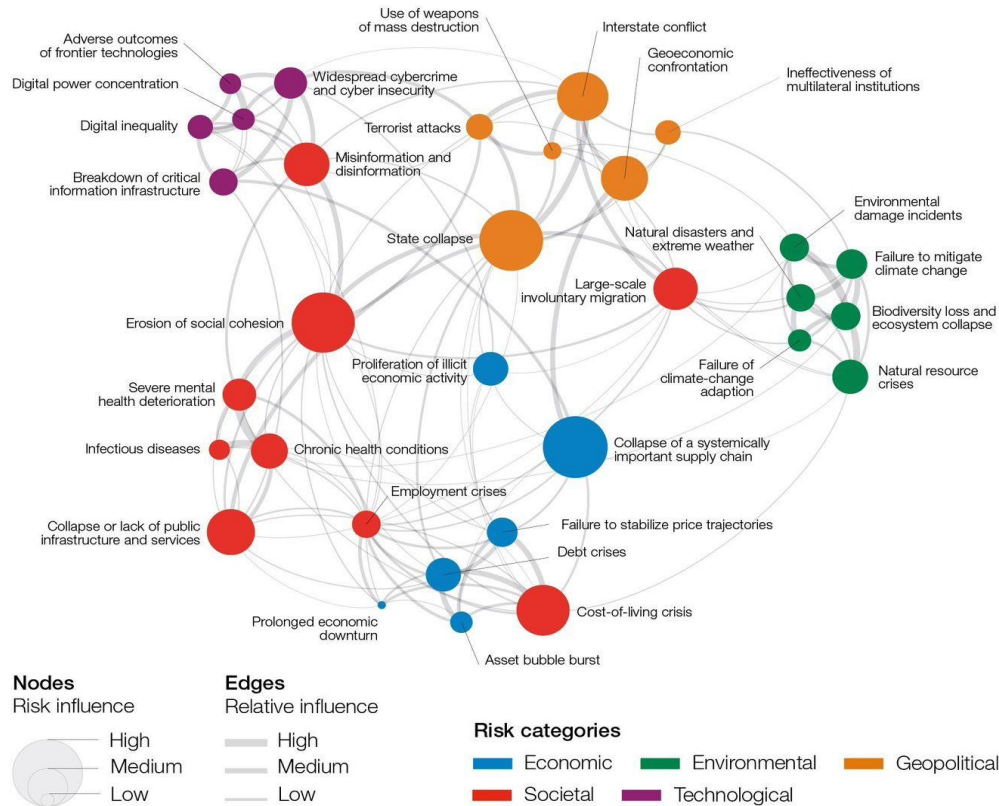 Use of weapons
of mass destruction
Interstate conflict
Adverse outcomes
of frontier technologies
Geoeconomic
confrontation
Widespread cybercrime
and cyber insecurity
Ineffectiveness of
multilateral institutions
Digital power concentration
Digital inequality
Terrorist attacks
Misinformation and
disinformation
Breakdown of critical
information infrastructure
Environmental
damage incidents
State collapse
Natural disasters and
extreme weather
Failure to mitigate
climate change
Large-scale
involuntary migration
Erosion of social cohesion
Biodiversity loss and
ecosystem collapse
Proliferation of illicit
economic activity
Failure of
climate-change
adaption
Natural resource
crises
Severe mental
health deterioration
Infectious diseases
Chronic health conditions
Collapse of a systemically
important supply chain
Employment crises
Collapse or lack of public
infrastructure and services
Failure to stabilize price trajectories
Debt crises
Prolonged economic
downturn
Cost-of-living crisis
Asset bubble burst
Nodes
Risk influence
High
Medium
Low
Edges
Relative influence
High
Medium
Low
Risk categories
Economic
Environmental
Geopolitical
Societal
Technological